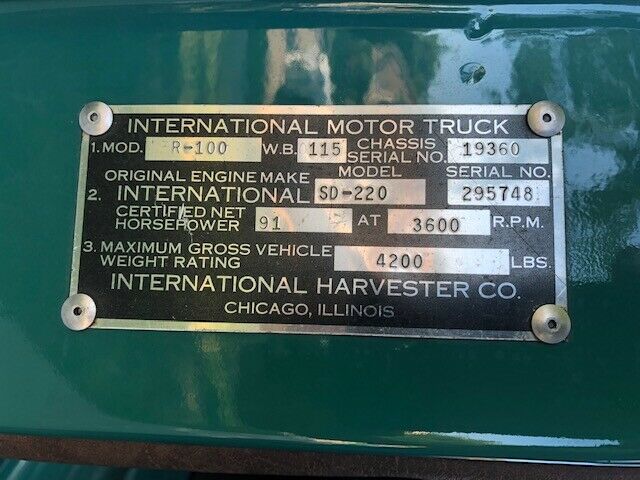 INTERNATIONAL MOTOR TRUCK
1. MOD. R-100 W.B. 115 CHASSIS SERIAL NO. 19360
ORIGINAL ENGINE MAKE MODEL SERIAL NO.
2. INTERNATIONAL SD-220 295748
CERTIFIED NET HORSEPOWER 91 AT 3600 R.P.M.
3. MAXIMUM GROSS VEHICLE WEIGHT RATING 4200 LBS.
INTERNATIONAL HARVESTER CO.
CHICAGO, ILLINOIS